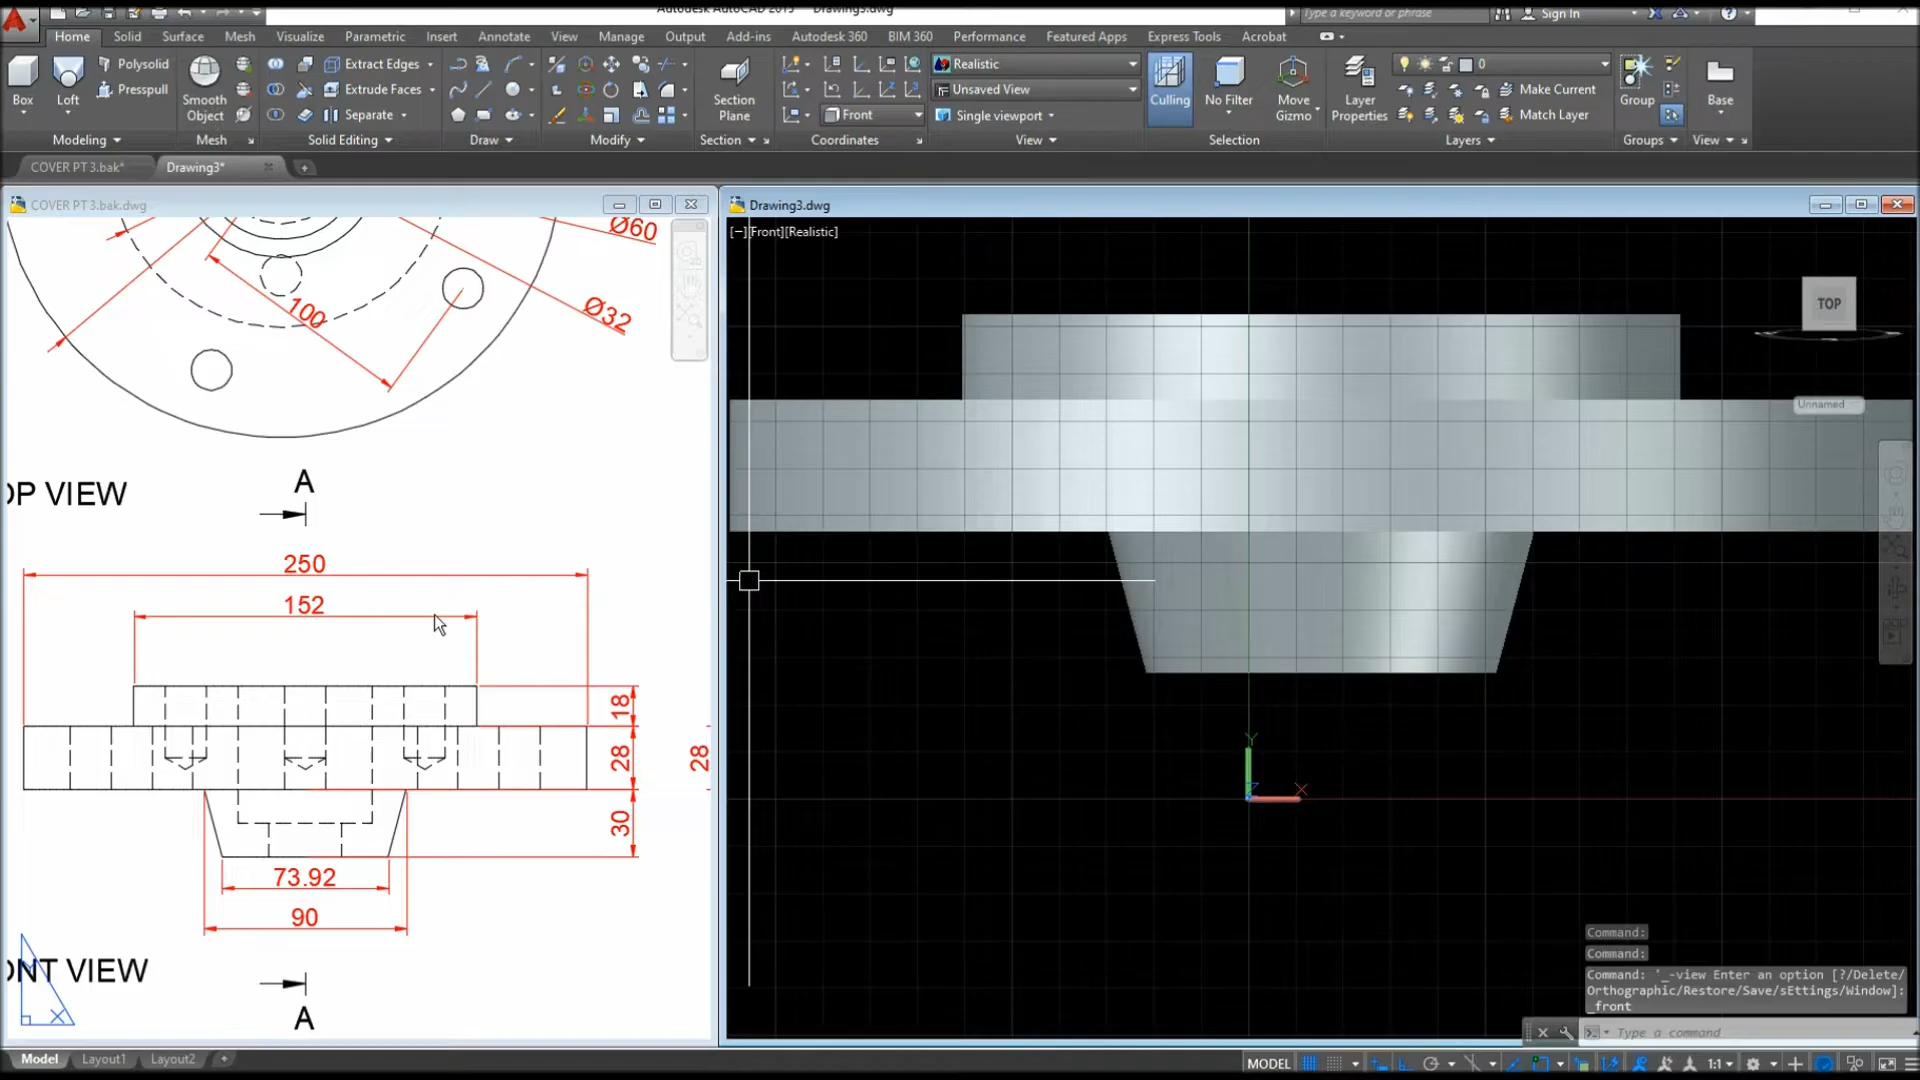 Autodesk AutoCAD 2015 Drawing3.dwg
Type a keyword or phrase
Sign In
Home Solid Surface Mesh Visualize Parametric Insert Annotate View Manage Output Add-ins Autodesk 360 BIM 360 Performance Featured Apps Express Tools Acrobat
Polysolid
Extract Edges
Realistic
0
Presspull
Extrude Faces
Unsaved View
Make Current
Box
Loft
Smooth
Object
Separate
Section
Plane
Front
Single viewport
Culling
No Filter
Move
Gizmo
Layer
Properties
Match Layer
Group
Base
Modeling
Mesh
Solid Editing
Draw
Modify
Section
Coordinates
View
Selection
Layers
Groups
View
COVER PT 3.bak*
Drawing3*
COVER PT 3.bak.dwg
Drawing3.dwg
[−][Front][Realistic]
Ø60
100
Ø32
TOP
Unnamed
A
OP VIEW
250
152
18
28
28
30
73.92
90
ONT VIEW
A
Y
X
X
Command:
Command:
Command: '_-view Enter an option [?/Delete/
Orthographic/Restore/Save/sEttings/Window]:
_front
Type a command
Model Layout1 Layout2
MODEL
1:1